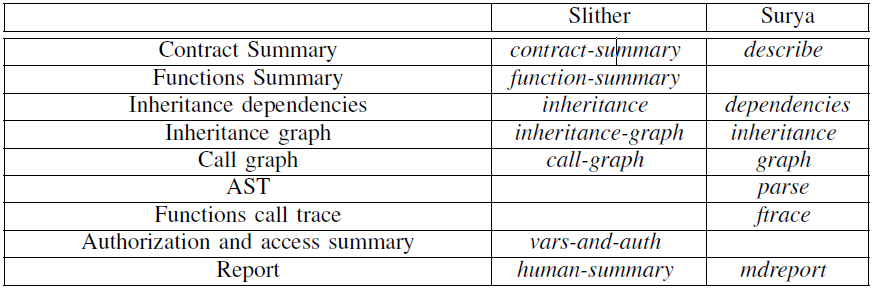 Slither Surya
Contract Summary contract-summary describe
Functions Summary function-summary
Inheritance dependencies inheritance dependencies
Inheritance graph inheritance-graph inheritance
Call graph call-graph graph
AST parse
Functions call trace ftrace
Authorization and access summary vars-and-auth
Report human-summary mdreport